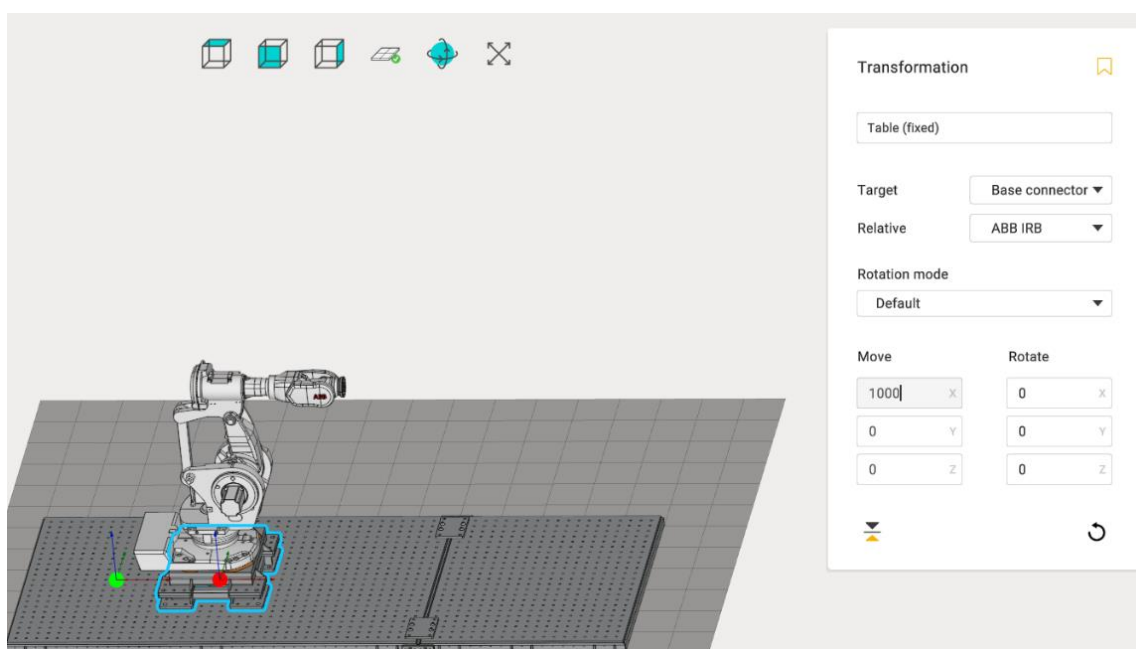 Transformation
Table (fixed)
Target Base connector
Relative ABB IRB
Rotation mode
Default
Move Rotate
1000 X 0 X
0 Y 0 Y
0 Z 0 Z
ABB